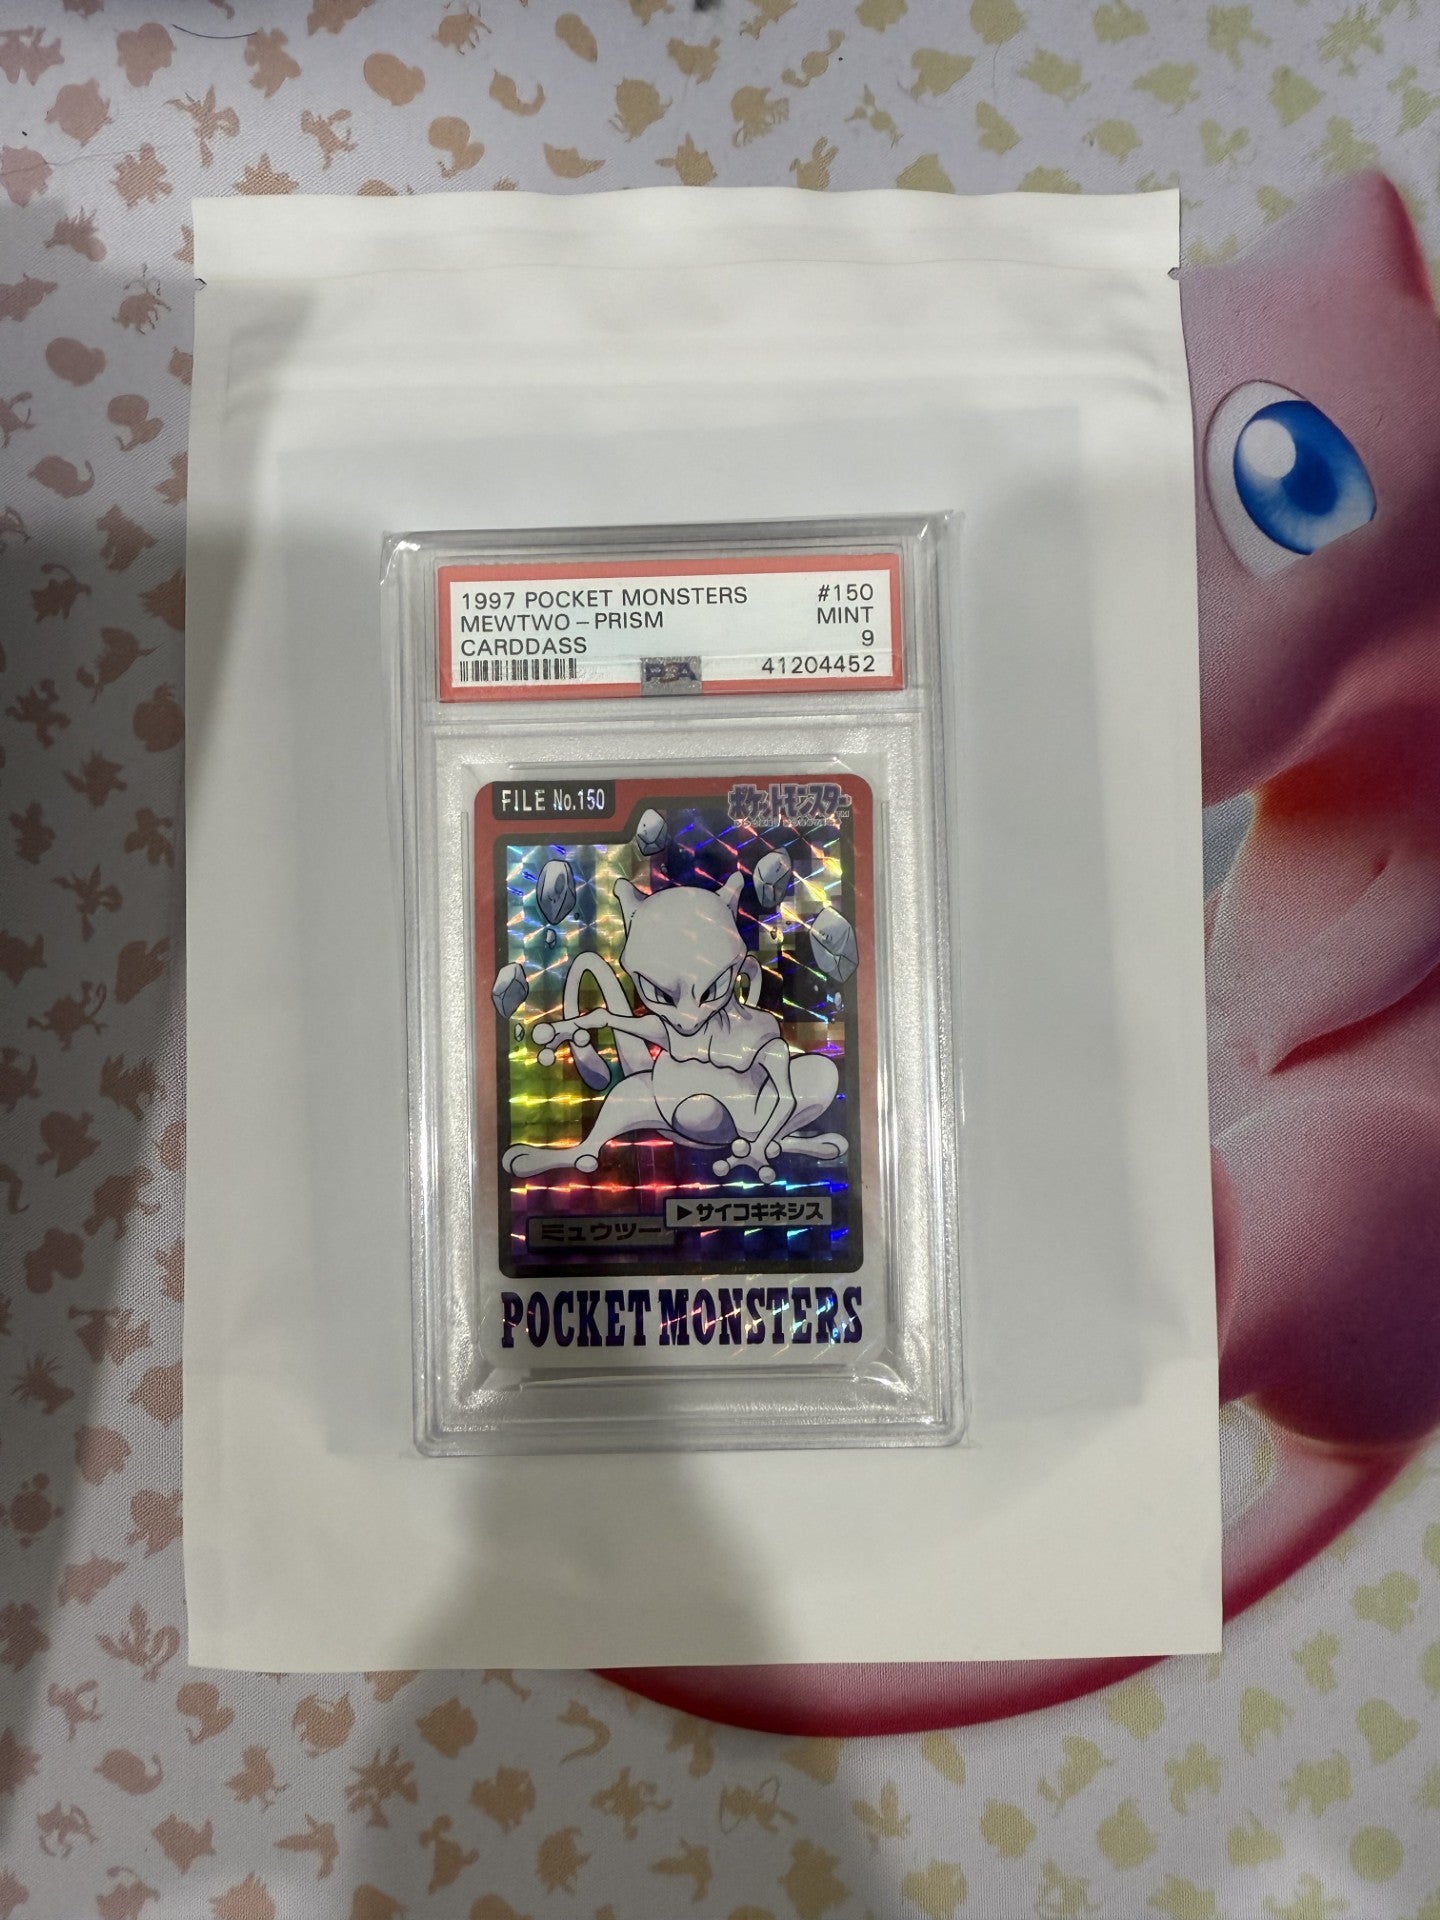 1997 POCKET MONSTERS #150
MEWTWO-PRISM MINT
CARDDASS 9
PSA 41204452
FILE No.150 ポケットモンスター
▶サイコキネシス
ミュウツー
POCKET MONSTERS